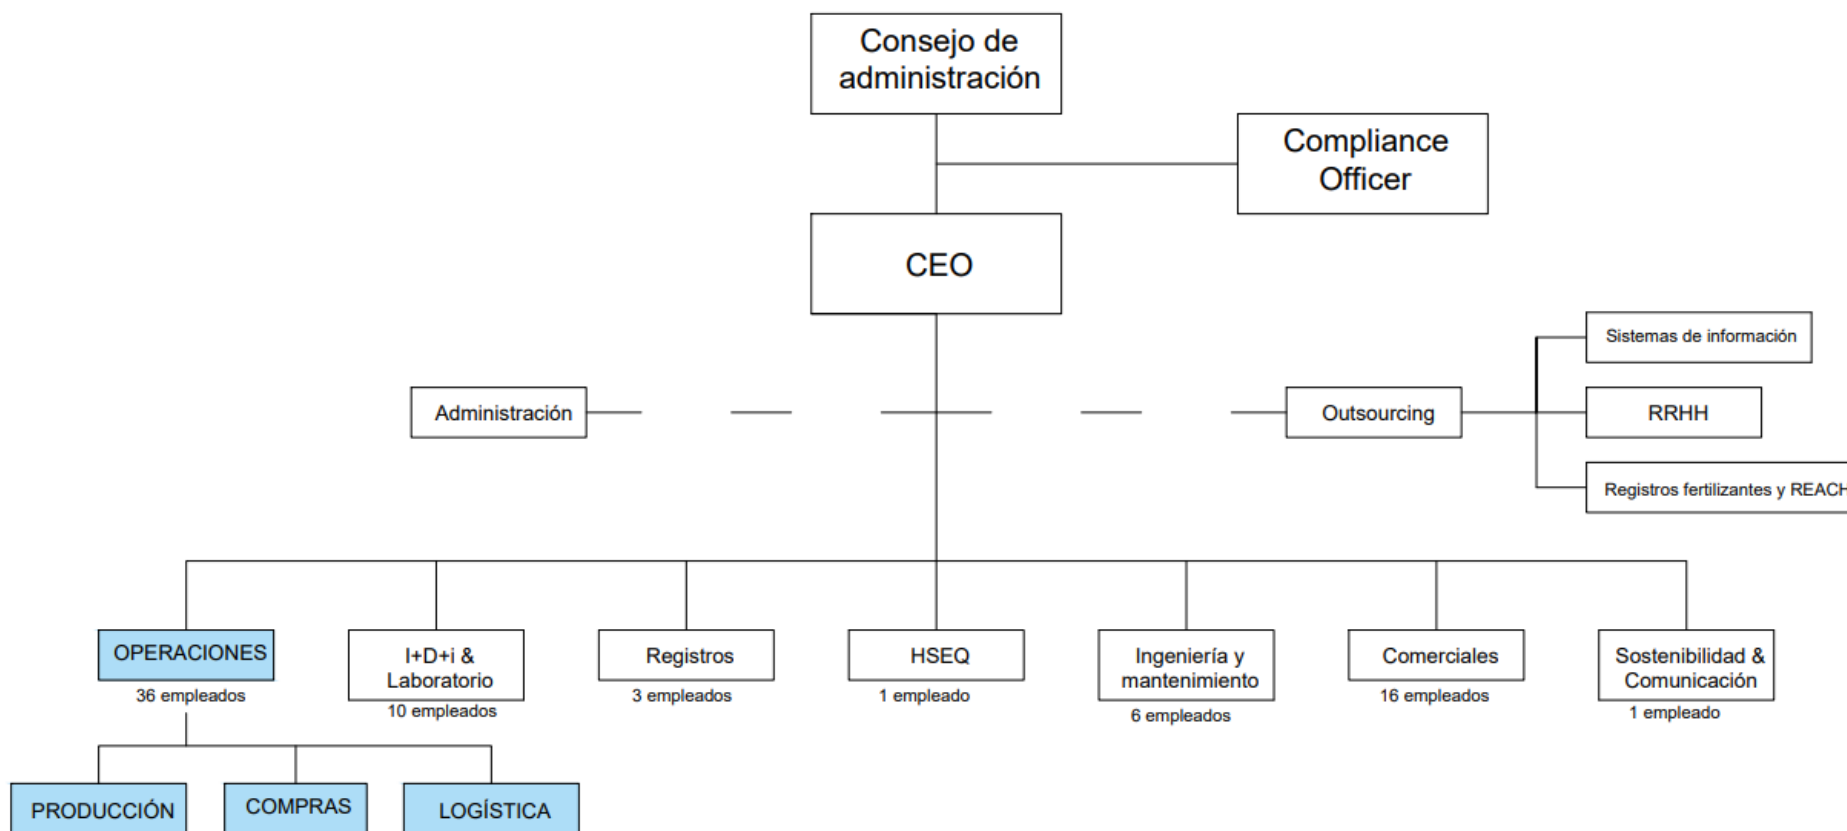 Consejo de
administración
Compliance
Officer
CEO
Sistemas de información
Administración
Outsourcing
RRHH
Registros fertilizantes y REACH
OPERACIONES
36 empleados
I+D+i &
Laboratorio
10 empleados
Registros
3 empleados
HSEQ
1 empleado
Ingeniería y
mantenimiento
6 empleados
Comerciales
16 empleados
Sostenibilidad &
Comunicación
1 empleado
PRODUCCIÓN
COMPRAS
LOGÍSTICA